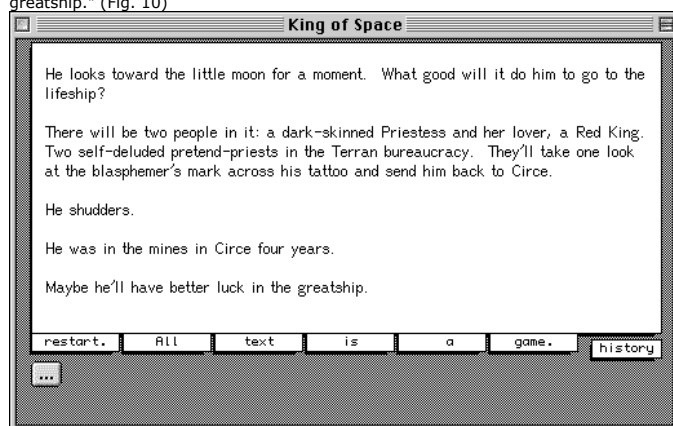 greatship." (Fig. 10)
King of Space
He looks toward the little moon for a moment. What good will it do him to go to the
lifeship?
There will be two people in it: a dark-skinned Priestess and her lover, a Red King.
Two self-deluded pretend-priests in the Terran bureaucracy. They'll take one look
at the blasphemer's mark across his tattoo and send him back to Circe.
He shudders.
He was in the mines in Circe four years.
Maybe he'll have better luck in the greatship.
restart. All text is a game. history
...